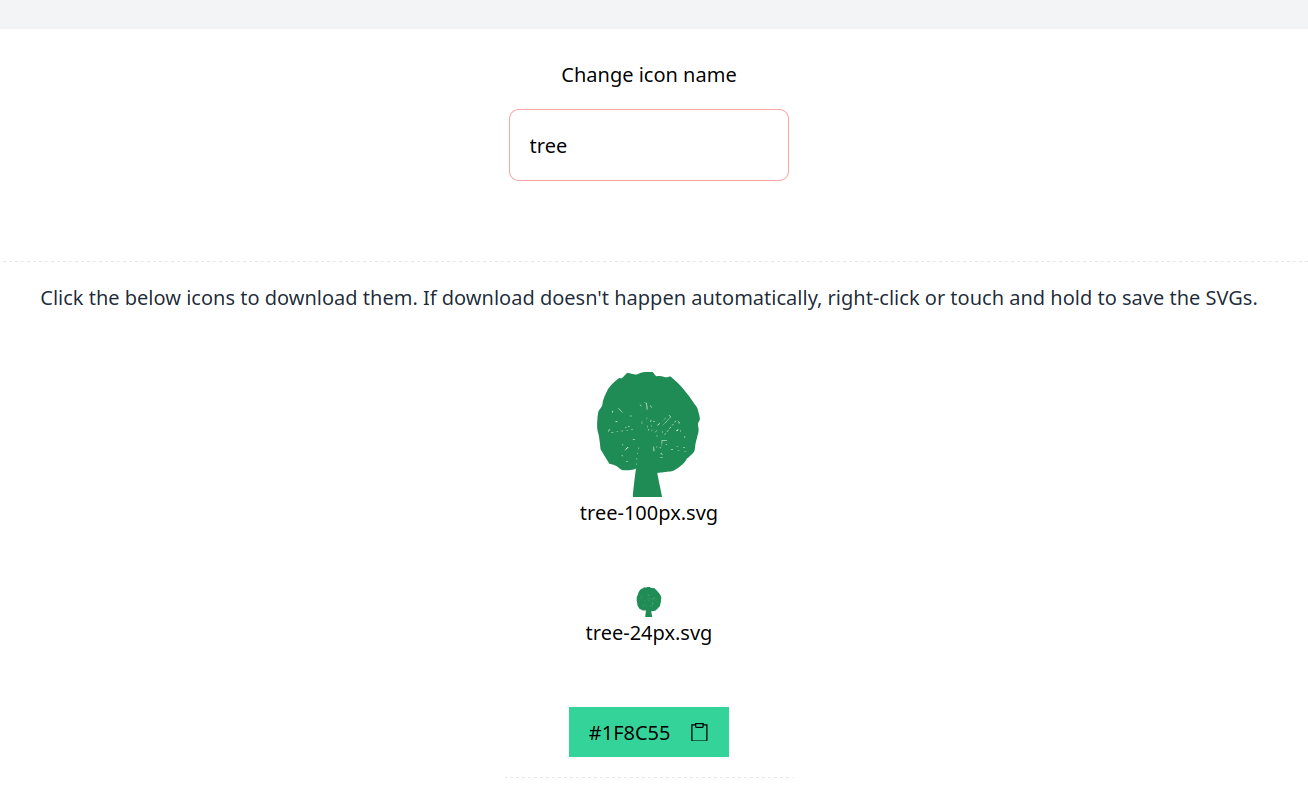 Change icon name
tree
Click the below icons to download them. If download doesn't happen automatically, right-click or touch and hold to save the SVGs.
tree-100px.svg
tree-24px.svg
#1F8C55